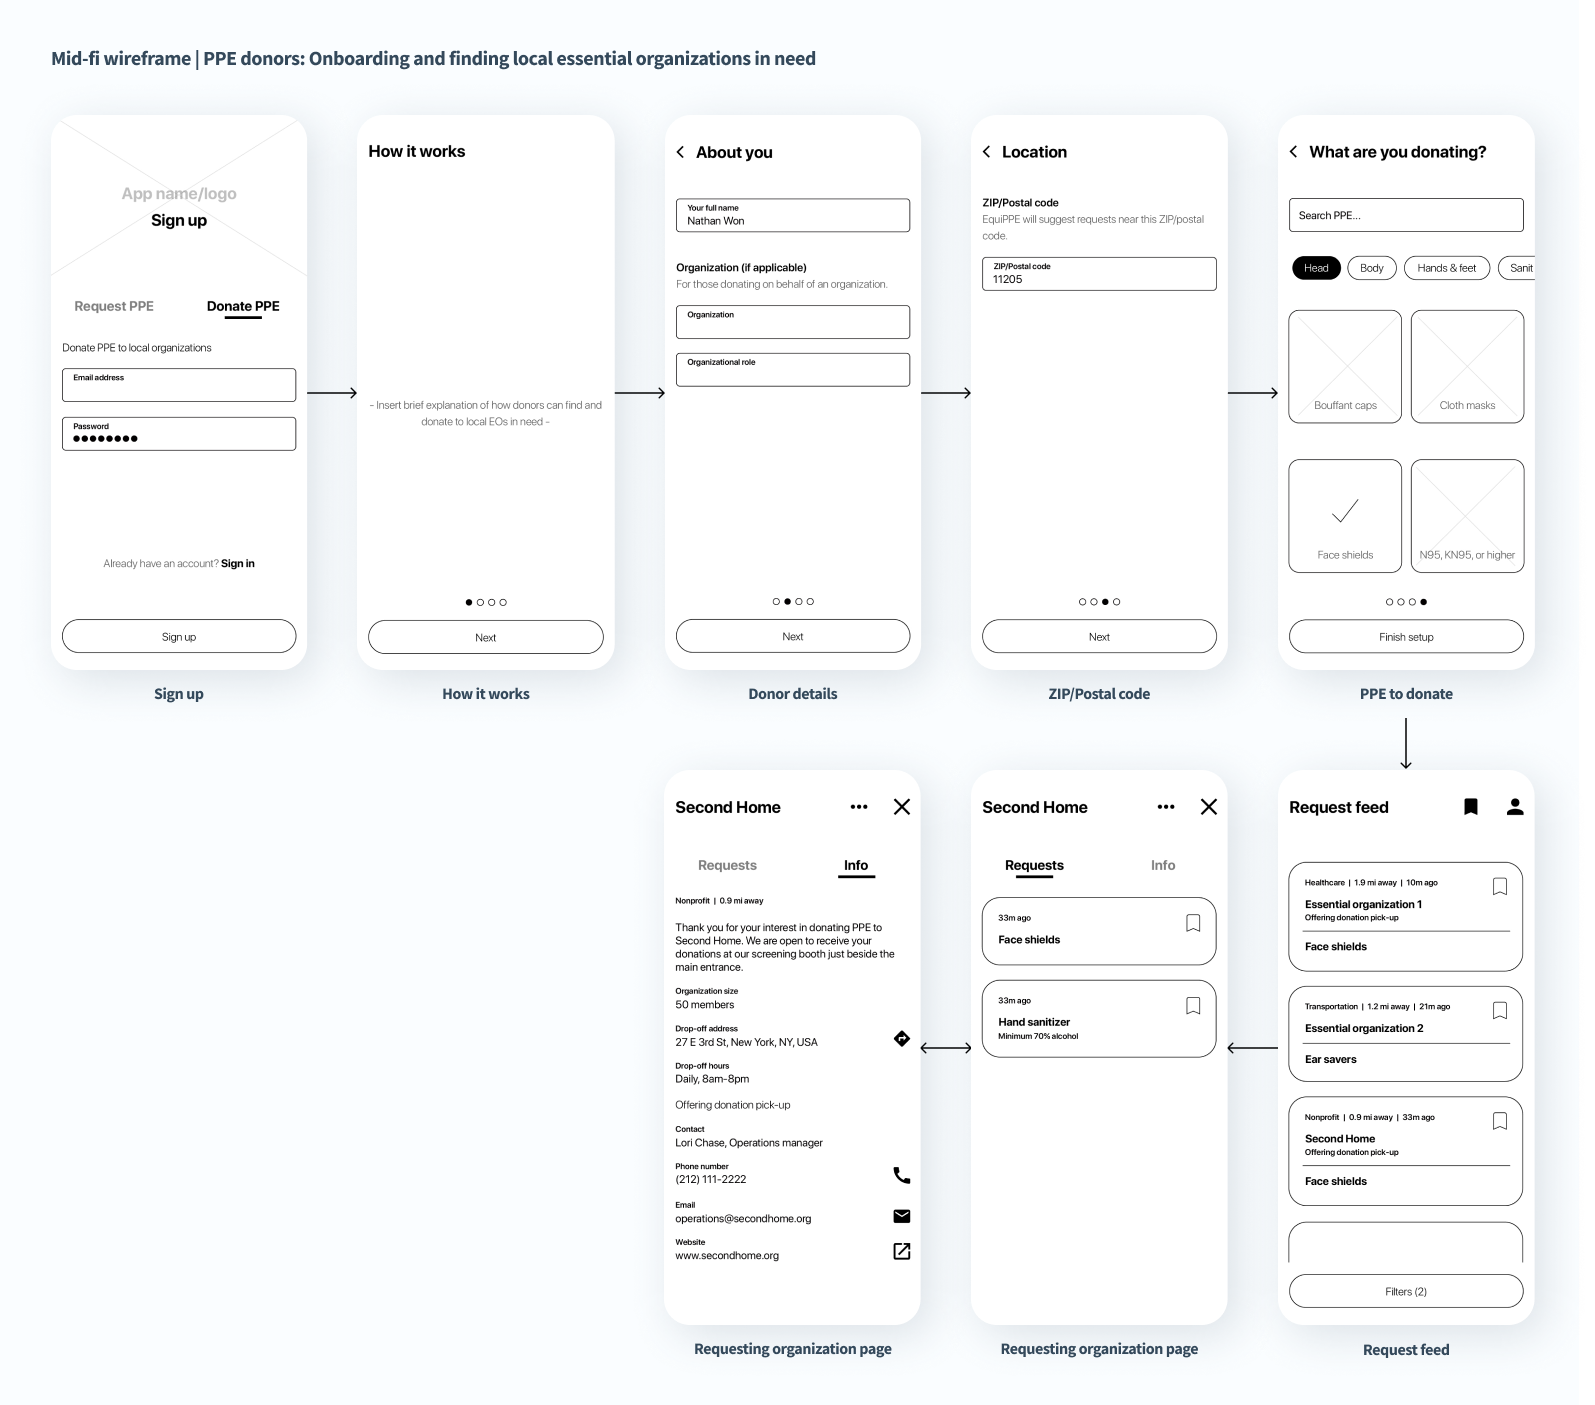 Mid-fi wireframe | PPE donors: Onboarding and finding local essential organizations in need
App name/logo
Sign up
Request PPE
Donate PPE
Donate PPE to local organizations
Email address
Password
Already have an account? Sign in
Sign up
Sign up
How it works
- Insert brief explanation of how donors can find and
donate to local EOs in need -
Next
How it works
About you
Your full name
Nathan Won
Organization (if applicable)
For those donating on behalf of an organization.
Organization
Organizational role
Next
Donor details
Location
ZIP/Postal code
EquiPPE will suggest requests near this ZIP/postal
code.
ZIP/Postal code
11205
Next
ZIP/Postal code
What are you donating?
Search PPE...
Head
Body
Hands & feet
Sanit
Bouffant caps
Cloth masks
Face shields
N95, KN95, or higher
Finish setup
PPE to donate
Second Home
Requests
Info
Nonprofit | 0.9 mi away
Thank you for your interest in donating PPE to
Second Home. We are open to receive your
donations at our screening booth just beside the
main entrance.
Organization size
50 members
Drop-off address
27 E 3rd St, New York, NY, USA
Drop-off hours
Daily, 8am-8pm
Offering donation pick-up
Contact
Lori Chase, Operations manager
Phone number
(212) 111-2222
Email
operations@secondhome.org
Website
www.secondhome.org
Requesting organization page
Second Home
Requests
Info
33m ago
Face shields
33m ago
Hand sanitizer
Minimum 70% alcohol
Requesting organization page
Request feed
Healthcare | 1.9 mi away | 10m ago
Essential organization 1
Offering donation pick-up
Face shields
Transportation | 1.2 mi away | 21m ago
Essential organization 2
Ear savers
Nonprofit | 0.9 mi away | 33m ago
Second Home
Offering donation pick-up
Face shields
Filters (2)
Request feed